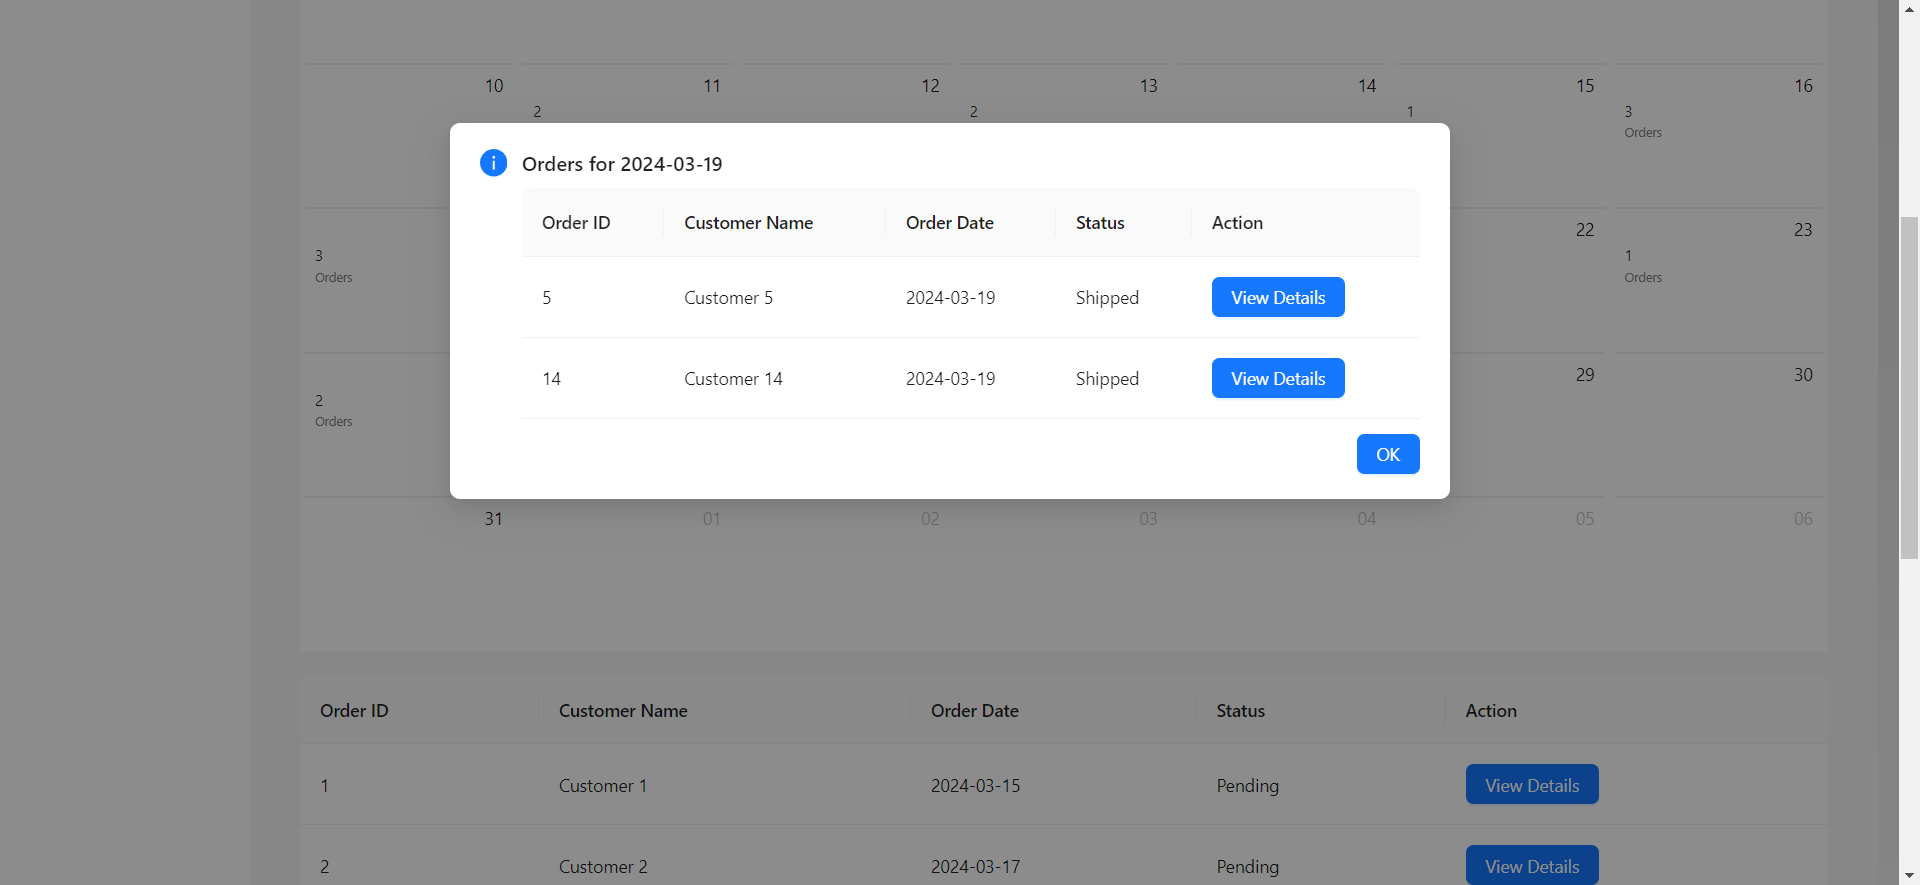 10 11 12 13 14 15 16
2 2 1 3
Orders
Orders for 2024-03-19
Order ID Customer Name Order Date Status Action
22 23
3 1
Orders Orders
5 Customer 5 2024-03-19 Shipped View Details
14 Customer 14 2024-03-19 Shipped View Details
29 30
2
Orders
OK
31 01 02 03 04 05 06
Order ID Customer Name Order Date Status Action
1 Customer 1 2024-03-15 Pending View Details
2 Customer 2 2024-03-17 Pending View Details